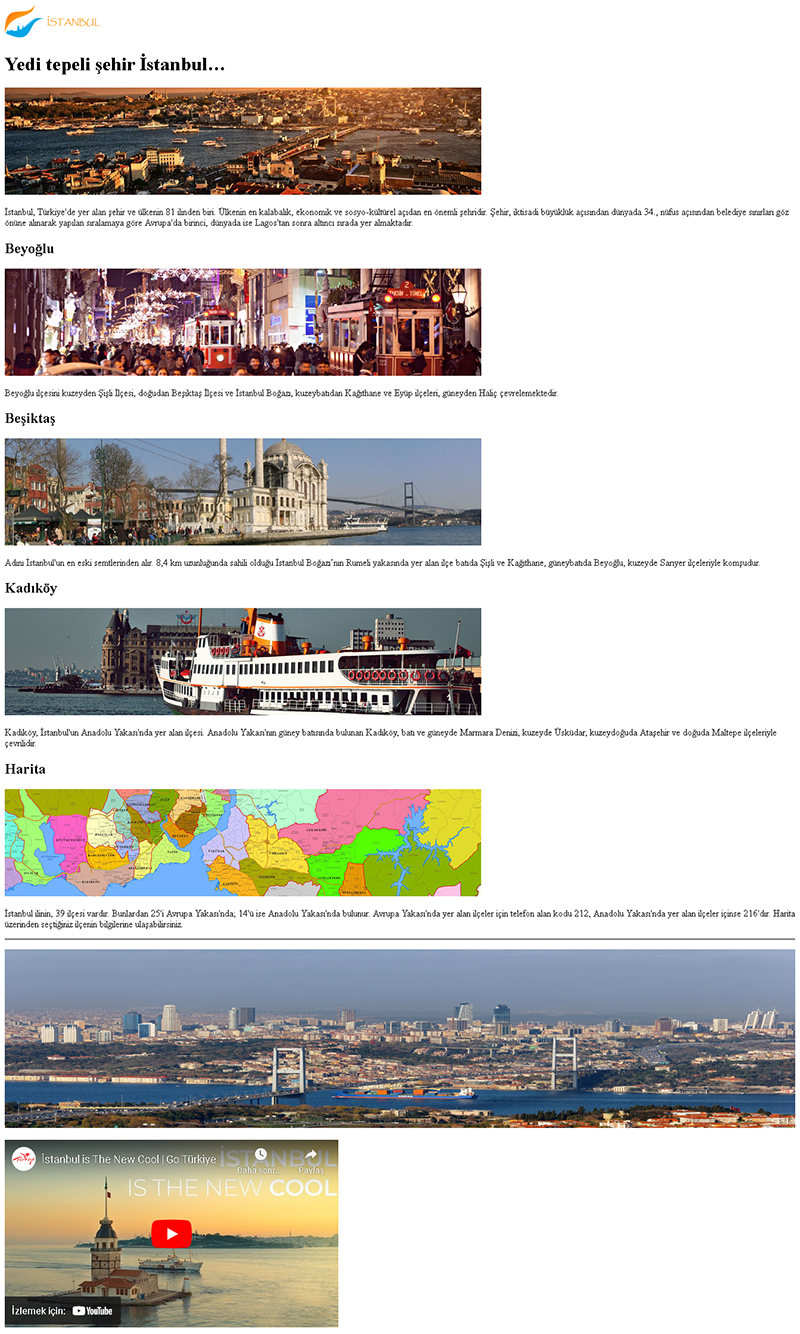 İSTANBUL
Yedi tepeli şehir İstanbul…
İstanbul, Türkiye'de yer alan şehir ve ülkenin 81 ilinden biri. Ülkenin en kalabalık, ekonomik ve sosyo-kültürel açıdan en önemli şehridir. Şehir, iktisadi büyüklük açısından dünyada 34., nüfus açısından belediye sınırları göz
önüne alınarak yapılan sıralamaya göre Avrupa'da birinci, dünyada ise Lagos'tan sonra altıncı sırada yer almaktadır.
Beyoğlu
2
Beyoğlu ilçesini kuzeyden Şişli İlçesi, doğudan Beşiktaş İlçesi ve İstanbul Boğazı, kuzeybatıdan Kağıthane ve Eyüp ilçeleri, güneyden Haliç çevrelemektedir.
Beşiktaş
Adını İstanbul'un en eski semtlerinden alır. 8,4 km uzunluğunda sahili olduğu İstanbul Boğazı’nın Rumeli yakasında yer alan ilçe batıda Şişli ve Kağıthane, güneybatıda Beyoğlu, kuzeyde Sarıyer ilçeleriyle komşudur.
Kadıköy
Kadıköy, İstanbul'un Anadolu Yakası'nda yer alan ilçesi. Anadolu Yakası'nın güney batısında bulunan Kadıköy, batı ve güneyde Marmara Denizi, kuzeyde Üsküdar, kuzeydoğuda Ataşehir ve doğuda Maltepe ilçeleriyle
çevrilidir.
Harita
İstanbul ilinin, 39 ilçesi vardır. Bunlardan 25'i Avrupa Yakası'nda; 14'ü ise Anadolu Yakası'nda bulunur. Avrupa Yakası'nda yer alan ilçeler için telefon alan kodu 212, Anadolu Yakası'nda yer alan ilçeler içinse 216'dır. Harita
üzerinden seçtiğiniz ilçenin bilgilerine ulaşabilirsiniz.
İstanbul is The New Cool | Go Türkiye
Daha sonr...
Paylaş
İSTANBUL
IS THE NEW COOL
İzlemek için: YouTube